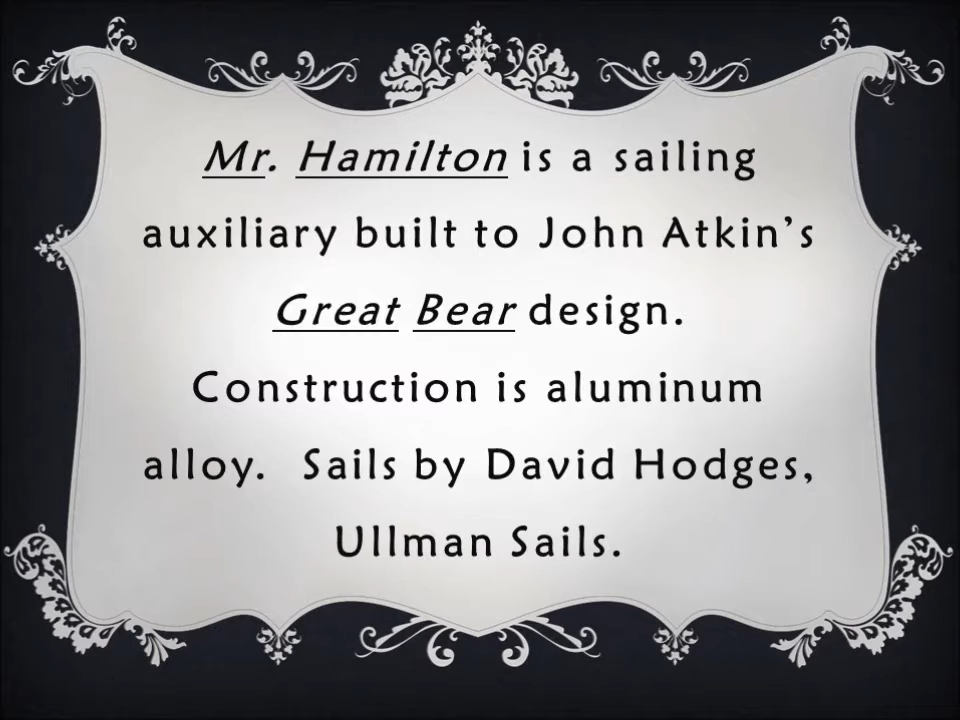 Mr. Hamilton is a sailing
auxiliary built to John Atkin’s
Great Bear design.
Construction is aluminum
alloy.  Sails by David Hodges,
Ullman Sails.